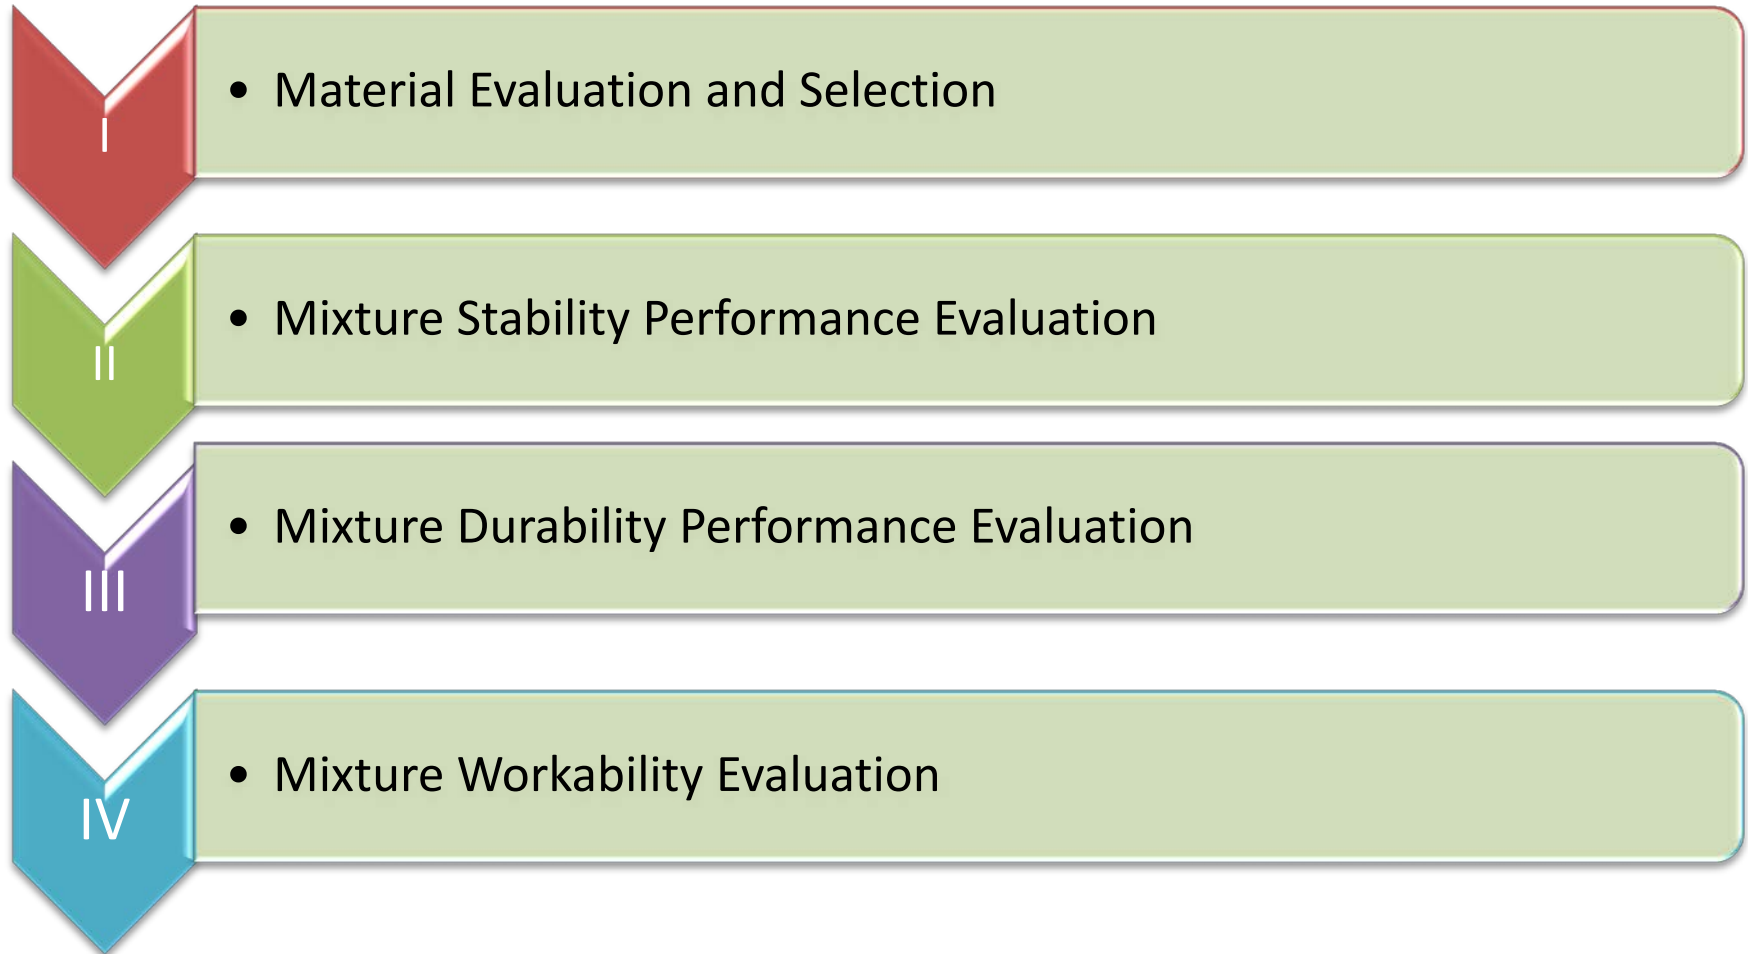 I
• Material Evaluation and Selection
II
• Mixture Stability Performance Evaluation
III
• Mixture Durability Performance Evaluation
IV
• Mixture Workability Evaluation